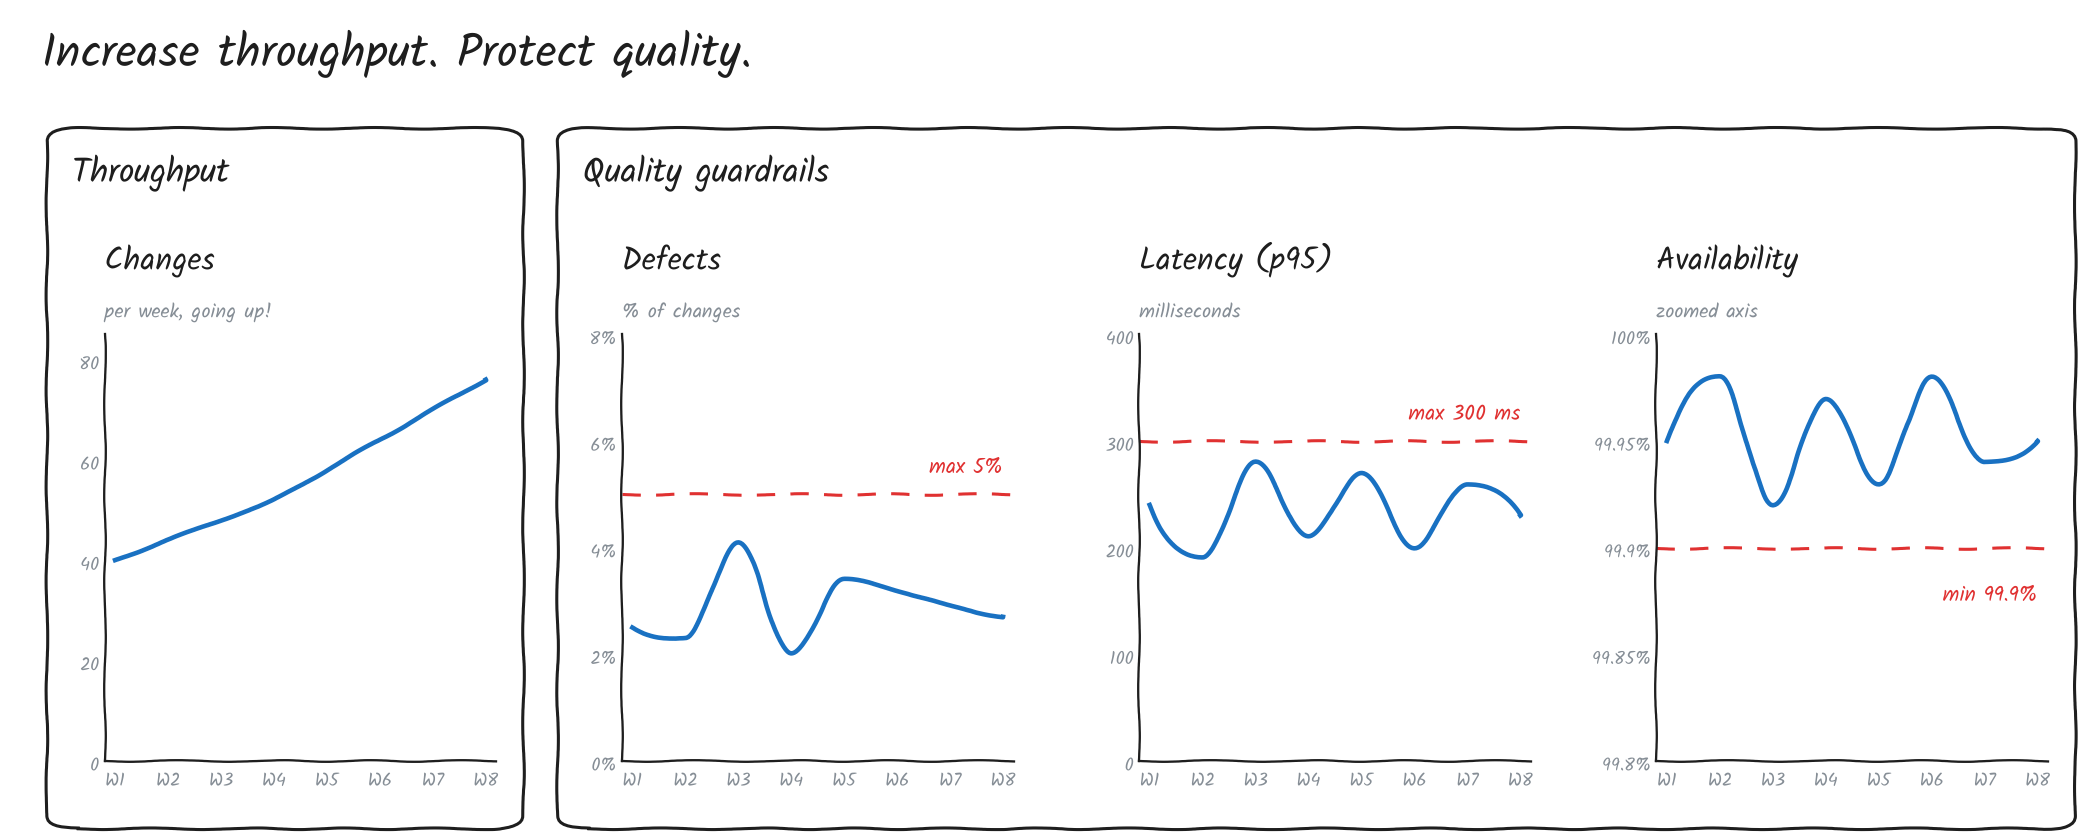 Increase throughput. Protect quality.
Throughput
Changes
per week, going up!
80
60
40
20
0
W1 W2 W3 W4 W5 W6 W7 W8
Quality guardrails
Defects
% of changes
8%
6%
max 5%
4%
2%
0%
W1 W2 W3 W4 W5 W6 W7 W8
Latency (p95)
milliseconds
400
max 300 ms
300
200
100
0
W1 W2 W3 W4 W5 W6 W7 W8
Availability
zoomed axis
100%
99.95%
99.9%
min 99.9%
99.85%
99.8%
W1 W2 W3 W4 W5 W6 W7 W8